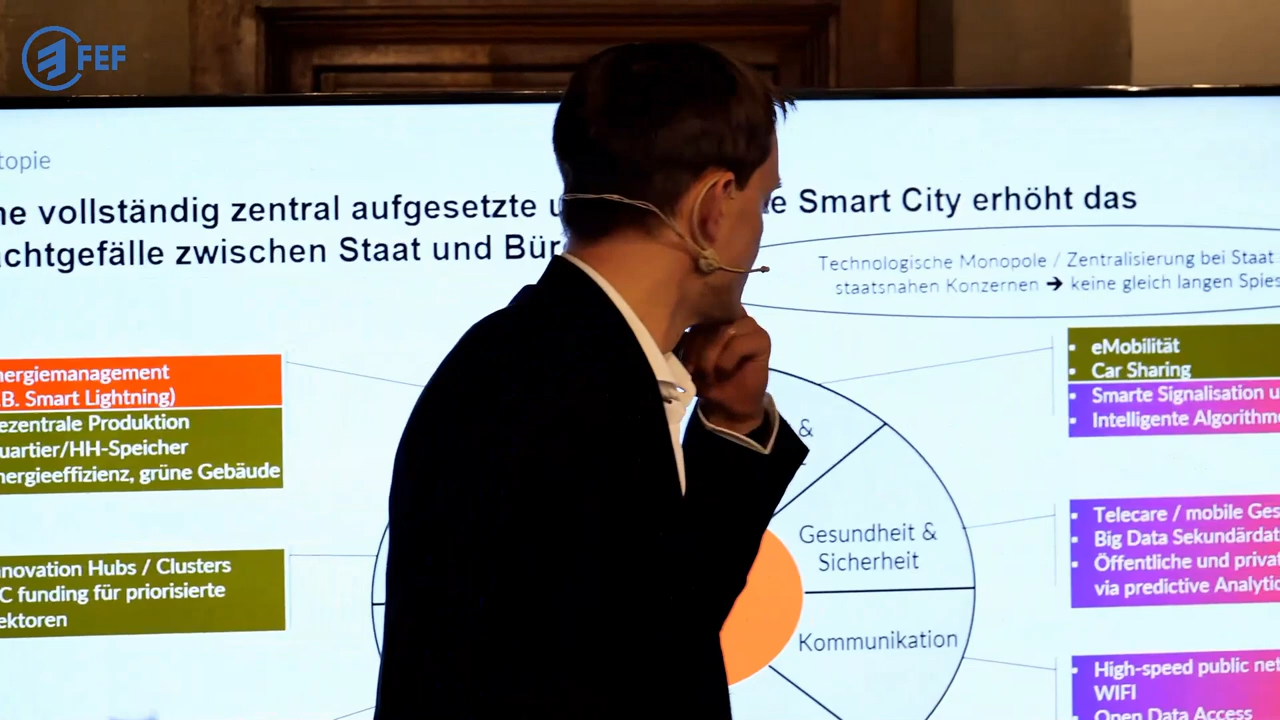 FEF
topie
ne vollständig zentral aufgesetzte u e Smart City erhöht das
achtgefälle zwischen Staat und Bür
Technologische Monopole / Zentralisierung bei Staat
staatsnahen Konzernen ➔ keine gleich langen Spies
nergiemanagement
.B. Smart Lightning)
ezentrale Produktion
uartier/HH-Speicher
nergieeffizienz, grüne Gebäude
nnovation Hubs / Clusters
C funding für priorisierte
ektoren
&
Gesundheit &
Sicherheit
Kommunikation
• eMobilität
• Car Sharing
• Smarte Signalisation u
• Intelligente Algorithme
• Telecare / mobile Ges
• Big Data Sekundärdat
• Öffentliche und priva
via predictive Analytic
• High-speed public net
WIFI
Open Data Access